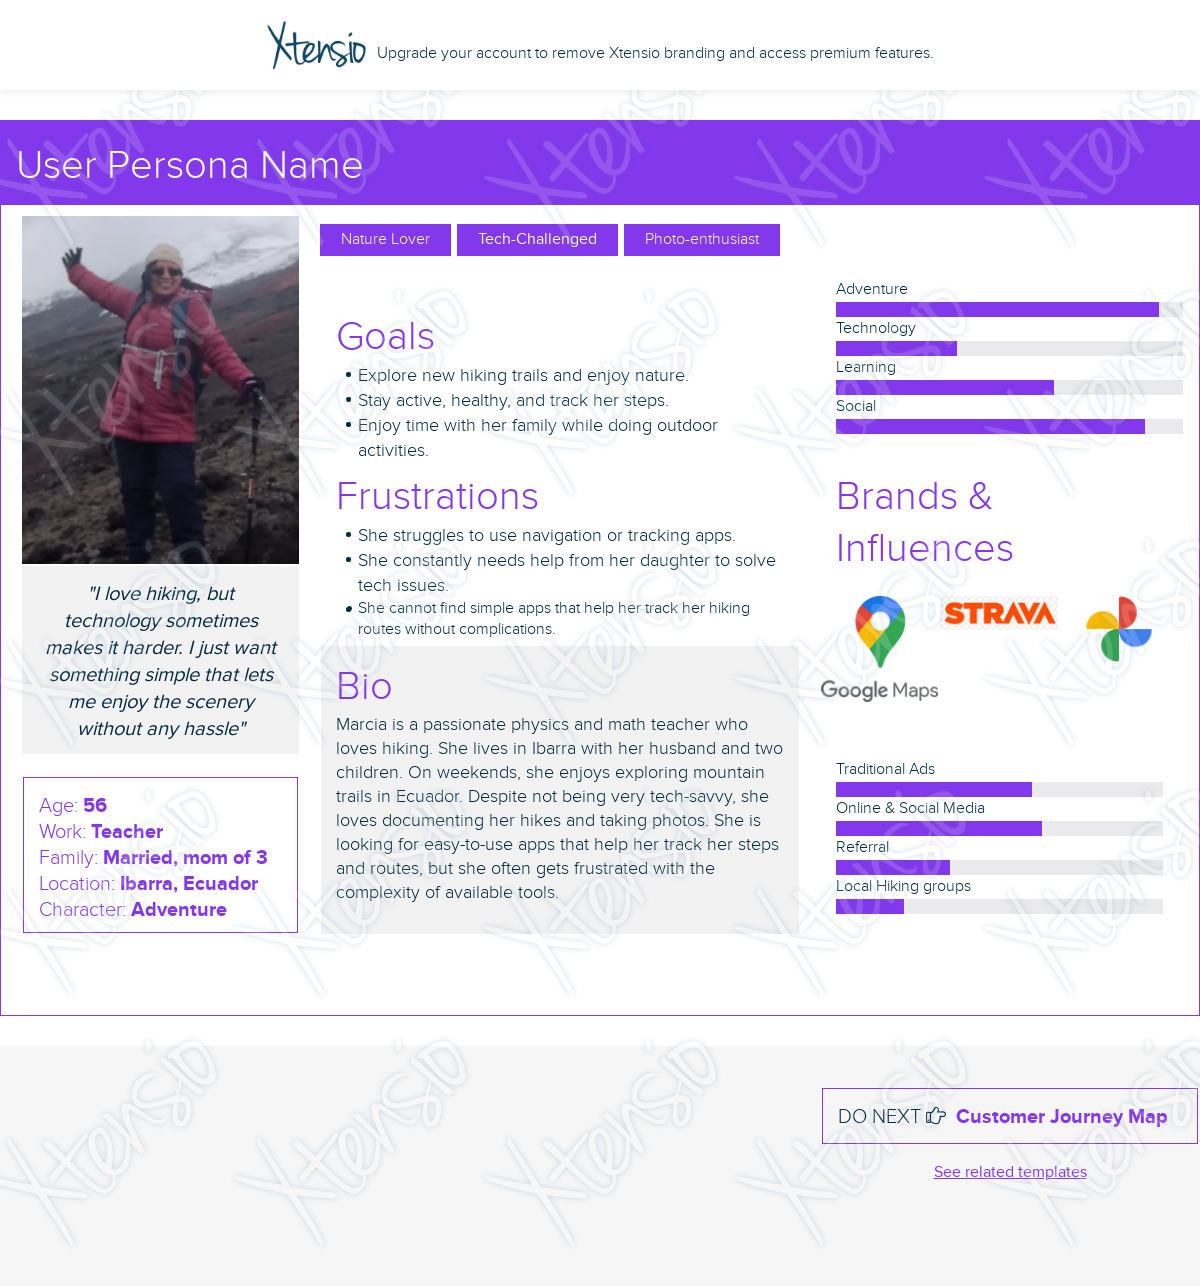 Xtensio Upgrade your account to remove Xtensio branding and access premium features.
User Persona Name
Nature Lover
Tech-Challenged
Photo-enthusiast
"I love hiking, but
technology sometimes
makes it harder. I just want
something simple that lets
me enjoy the scenery
without any hassle"
Age: 56
Work: Teacher
Family: Married, mom of 3
Location: Ibarra, Ecuador
Character: Adventure
Goals
• Explore new hiking trails and enjoy nature.
• Stay active, healthy, and track her steps.
• Enjoy time with her family while doing outdoor
activities.
Frustrations
• She struggles to use navigation or tracking apps.
• She constantly needs help from her daughter to solve
tech issues.
• She cannot find simple apps that help her track her hiking
routes without complications.
Bio
Marcia is a passionate physics and math teacher who
loves hiking. She lives in Ibarra with her husband and two
children. On weekends, she enjoys exploring mountain
trails in Ecuador. Despite not being very tech-savvy, she
loves documenting her hikes and taking photos. She is
looking for easy-to-use apps that help her track her steps
and routes, but she often gets frustrated with the
complexity of available tools.
Adventure
Technology
Learning
Social
Brands &
Influences
STRAVA
Google Maps
Traditional Ads
Online & Social Media
Referral
Local Hiking groups
DO NEXT Customer Journey Map
See related templates